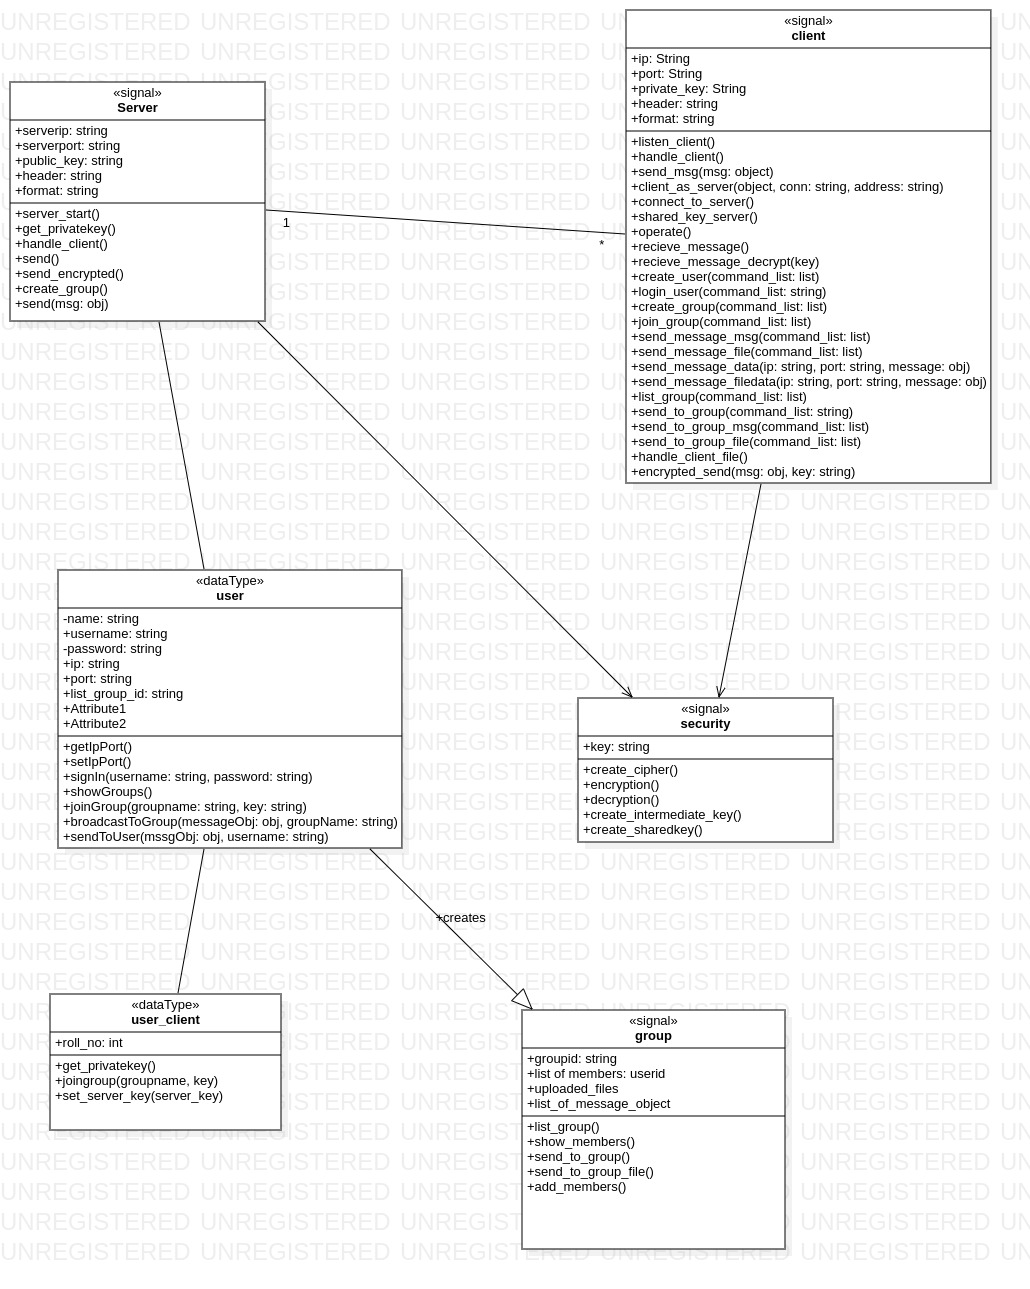 «signal»
client
+ip: String
+port: String
+private_key: String
+header: string
+format: string
+listen_client()
+handle_client()
+send_msg(msg: object)
+client_as_server(object, conn: string, address: string)
+connect_to_server()
+shared_key_server()
+operate()
+recieve_message()
+recieve_message_decrypt(key)
+create_user(command_list: list)
+login_user(command_list: string)
+create_group(command_list: list)
+join_group(command_list: list)
+send_message_msg(command_list: list)
+send_message_file(command_list: list)
+send_message_data(ip: string, port: string, message: obj)
+send_message_filedata(ip: string, port: string, message: obj)
+list_group(command_list: list)
+send_to_group(command_list: string)
+send_to_group_msg(command_list: list)
+send_to_group_file(command_list: list)
+handle_client_file()
+encrypted_send(msg: obj, key: string)
«signal»
Server
+serverip: string
+serverport: string
+public_key: string
+header: string
+format: string
+server_start()
+get_privatekey()
+handle_client()
+send()
+send_encrypted()
+create_group()
+send(msg: obj)
1
*
«dataType»
user
-name: string
+username: string
-password: string
+ip: string
+port: string
+list_group_id: string
+Attribute1
+Attribute2
+getIpPort()
+setIpPort()
+signIn(username: string, password: string)
+showGroups()
+joinGroup(groupname: string, key: string)
+broadcastToGroup(messageObj: obj, groupName: string)
+sendToUser(mssgObj: obj, username: string)
«signal»
security
+key: string
+create_cipher()
+encryption()
+decryption()
+create_intermediate_key()
+create_sharedkey()
+creates
«dataType»
user_client
+roll_no: int
+get_privatekey()
+joingroup(groupname, key)
+set_server_key(server_key)
«signal»
group
+groupid: string
+list of members: userid
+uploaded_files
+list_of_message_object
+list_group()
+show_members()
+send_to_group()
+send_to_group_file()
+add_members()
UNREGISTERED